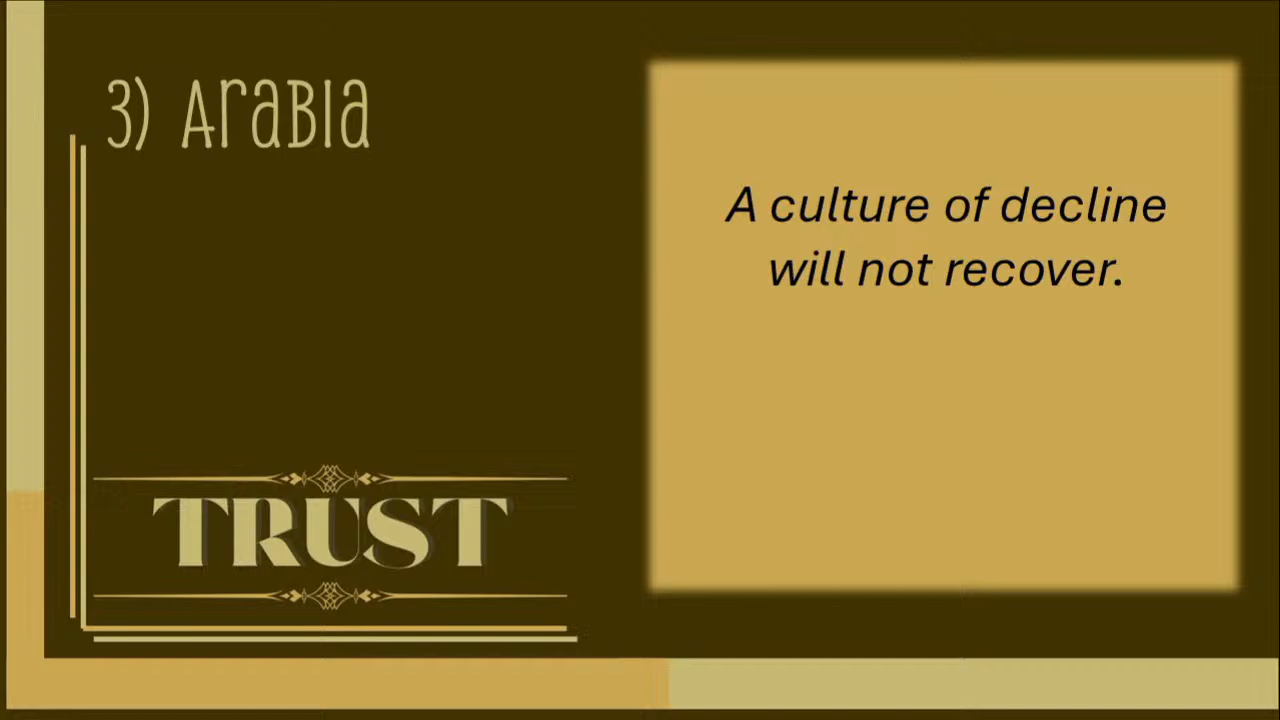 3) Arabia
A culture of decline
will not recover.
TRUST